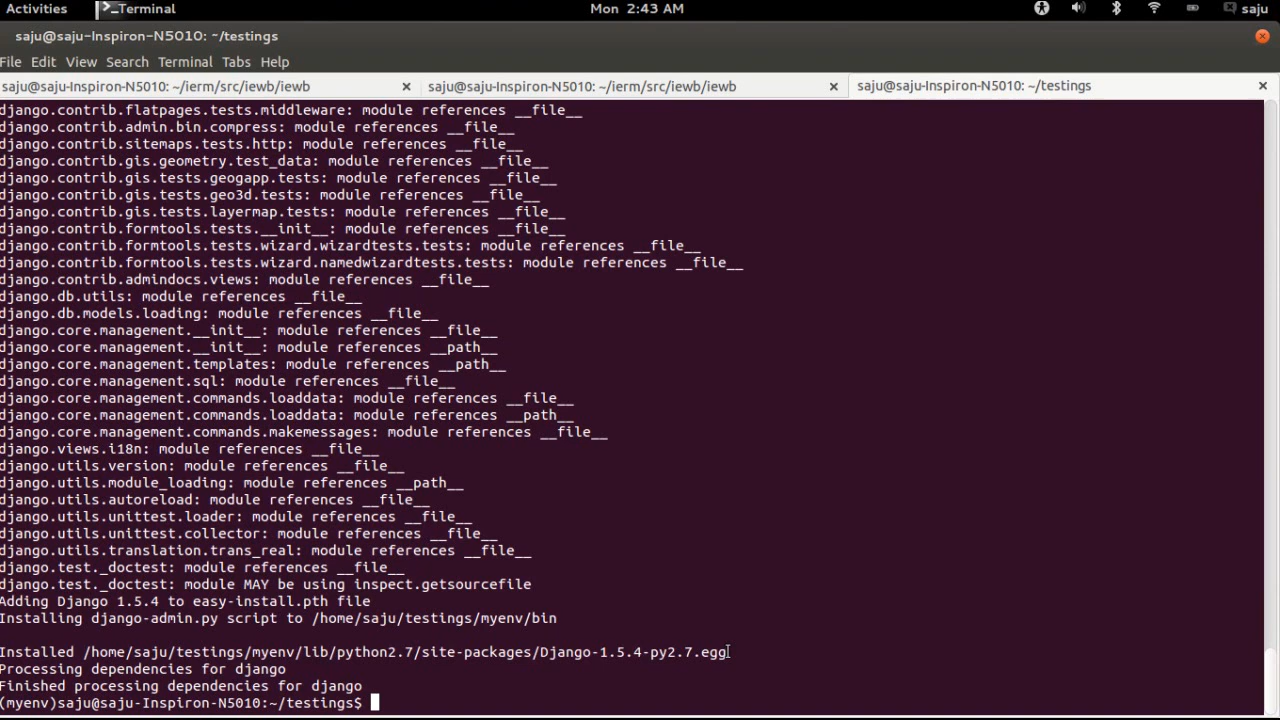 Activities Terminal Mon 2:43 AM saju
saju@saju-Inspiron-N5010: ~/testings
File Edit View Search Terminal Tabs Help
saju@saju-Inspiron-N5010: ~/ierm/src/iewb/iewb saju@saju-Inspiron-N5010: ~/ierm/src/iewb/iewb saju@saju-Inspiron-N5010: ~/testings
django.contrib.flatpages.tests.middleware: module references __file__
django.contrib.admin.bin.compress: module references __file__
django.contrib.sitemaps.tests.http: module references __file__
django.contrib.gis.geometry.test_data: module references __file__
django.contrib.gis.tests.geogapp.tests: module references __file__
django.contrib.gis.tests.geo3d.tests: module references __file__
django.contrib.gis.tests.layermap.tests: module references __file__
django.contrib.formtools.tests.__init__: module references __file__
django.contrib.formtools.tests.wizard.wizardtests.tests: module references __file__
django.contrib.formtools.tests.wizard.namedwizardtests.tests: module references __file__
django.contrib.admindocs.views: module references __file__
django.db.utils: module references __file__
django.db.models.loading: module references __file__
django.core.management.__init__: module references __file__
django.core.management.__init__: module references __path__
django.core.management.templates: module references __path__
django.core.management.sql: module references __file__
django.core.management.commands.loaddata: module references __file__
django.core.management.commands.loaddata: module references __path__
django.core.management.commands.makemessages: module references __file__
django.views.i18n: module references __file__
django.utils.version: module references __file__
django.utils.module_loading: module references __path__
django.utils.autoreload: module references __file__
django.utils.unittest.loader: module references __file__
django.utils.unittest.collector: module references __file__
django.utils.translation.trans_real: module references __file__
django.test._doctest: module references __file__
django.test._doctest: module MAY be using inspect.getsourcefile
Adding Django 1.5.4 to easy-install.pth file
Installing django-admin.py script to /home/saju/testings/myenv/bin
Installed /home/saju/testings/myenv/lib/python2.7/site-packages/Django-1.5.4-py2.7.egg
Processing dependencies for django
Finished processing dependencies for django
(myenv)saju@saju-Inspiron-N5010:~/testings$